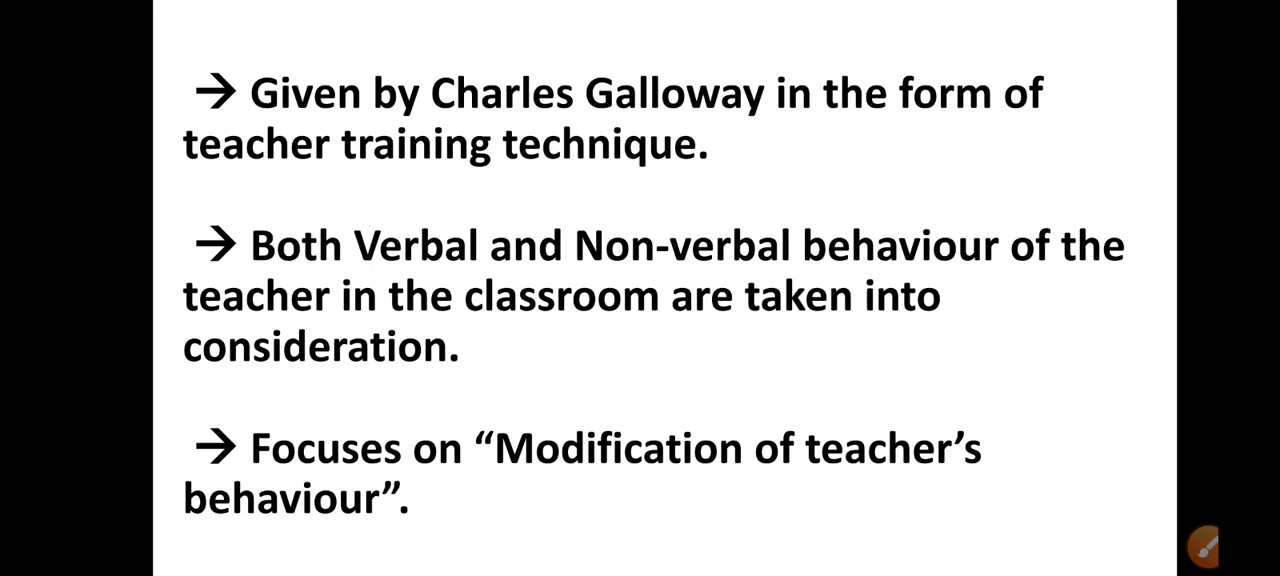 → Given by Charles Galloway in the form of
teacher training technique.
→ Both Verbal and Non-verbal behaviour of the
teacher in the classroom are taken into
consideration.
→ Focuses on “Modification of teacher’s
behaviour”.